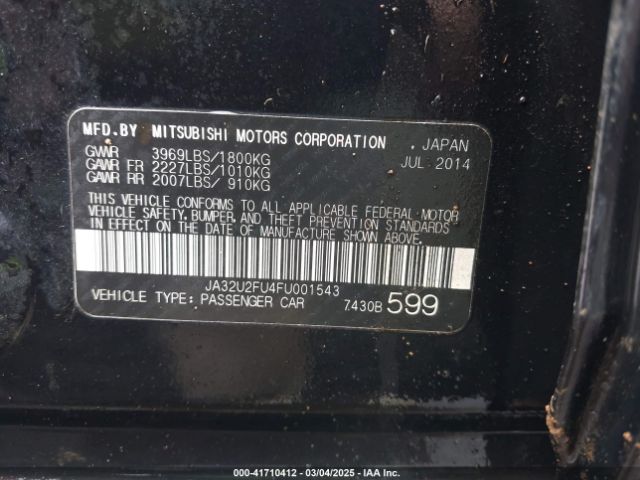 MFD.BY MITSUBISHI MOTORS CORPORATION . JAPAN
GVWR 3969LBS/1800KG JUL 2014
GAWR FR 2227LBS/1010KG
GAWR RR 2007LBS/ 910KG
THIS VEHICLE CONFORMS TO ALL APPLICABLE FEDERAL MOTOR
VEHICLE SAFETY, BUMPER, AND THEFT PREVENTION STANDARDS
IN EFFECT ON THE DATE OF MANUFACTURE SHOWN ABOVE.
JA32U2FU4FU001543
VEHICLE TYPE: PASSENGER CAR 7430B 599
000-41710412 — 03/04/2025 — IAA Inc.